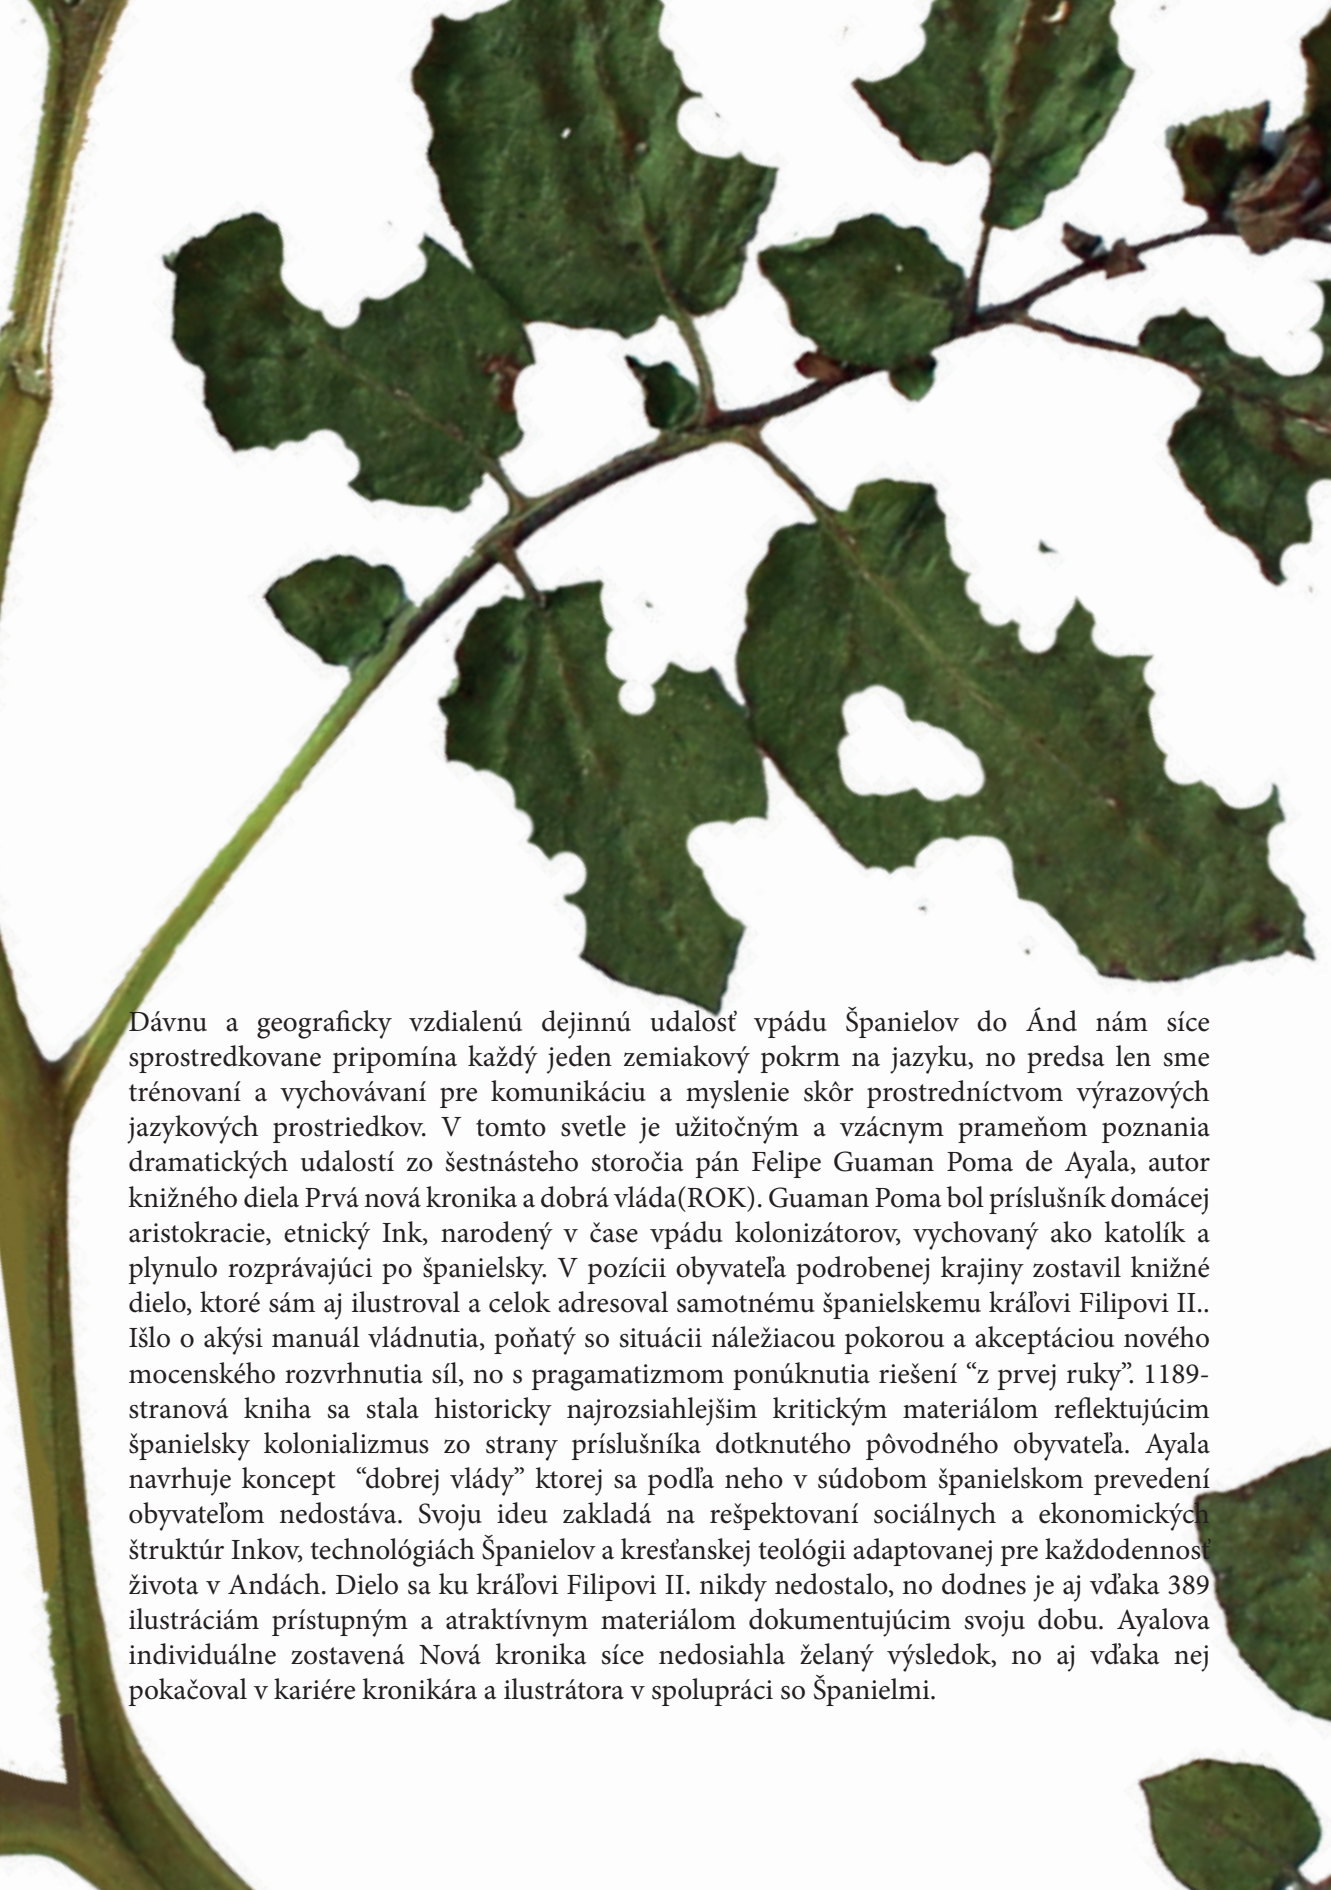 Dávnu a geograficky vzdialenú dejinnú udalosť vpádu Španielov do Ánd nám síce
sprostredkovane pripomína každý jeden zemiakový pokrm na jazyku, no predsa len sme
trénovaní a vychovávaní pre komunikáciu a myslenie skôr prostredníctvom výrazových
jazykových prostriedkov. V tomto svetle je užitočným a vzácnym prameňom poznania
dramatických udalostí zo šestnásteho storočia pán Felipe Guaman Poma de Ayala, autor
knižného diela Prvá nová kronika a dobrá vláda(ROK). Guaman Poma bol príslušník domácej
aristokracie, etnický Ink, narodený v čase vpádu kolonizátorov, vychovaný ako katolík a
plynulo rozprávajúci po španielsky. V pozícii obyvateľa podrobenej krajiny zostavil knižné
dielo, ktoré sám aj ilustroval a celok adresoval samotnému španielskemu kráľovi Filipovi II..
Išlo o akýsi manuál vládnutia, poňatý so situácii náležiacou pokorou a akceptáciou nového
mocenského rozvrhnutia síl, no s pragamatizmom ponúknutia riešení “z prvej ruky”. 1189-
stranová kniha sa stala historicky najrozsiahlejšim kritickým materiálom reflektujúcim
španielsky kolonializmus zo strany príslušníka dotknutého pôvodného obyvateľa. Ayala
navrhuje koncept “dobrej vlády” ktorej sa podľa neho v súdobom španielskom prevedení
obyvateľom nedostáva. Svoju ideu zakladá na rešpektovaní sociálnych a ekonomických
štruktúr Inkov, technológiách Španielov a kresťanskej teológii adaptovanej pre každodennosť
života v Andách. Dielo sa ku kráľovi Filipovi II. nikdy nedostalo, no dodnes je aj vďaka 389
ilustráciám prístupným a atraktívnym materiálom dokumentujúcim svoju dobu. Ayalova
individuálne zostavená Nová kronika síce nedosiahla želaný výsledok, no aj vďaka nej
pokačoval v kariére kronikára a ilustrátora v spolupráci so Španielmi.